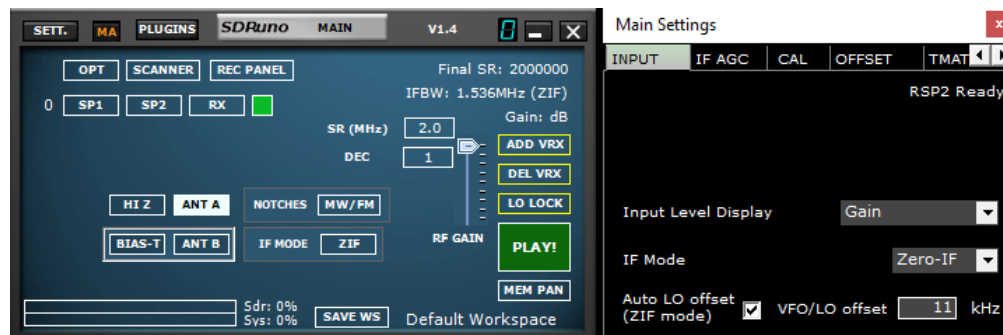 SETT. MA PLUGINS SDRuno MAIN V1.4 0
OPT SCANNER REC PANEL Final SR: 2000000
IFBW: 1.536MHz (ZIF)
0 SP1 SP2 RX Gain: dB
SR (MHz) 2.0 ADD VRX
DEC 1
DEL VRX
HI Z ANT A NOTCHES MW/FM LO LOCK
BIAS-T ANT B IF MODE ZIF RF GAIN PLAY!
MEM PAN
Sdr: 0%
Sys: 0% SAVE WS Default Workspace
Main Settings x
INPUT IF AGC CAL OFFSET TMAT
RSP2 Ready
Input Level Display Gain
IF Mode Zero-IF
Auto LO offset
(ZIF mode) VFO/LO offset 11 kHz